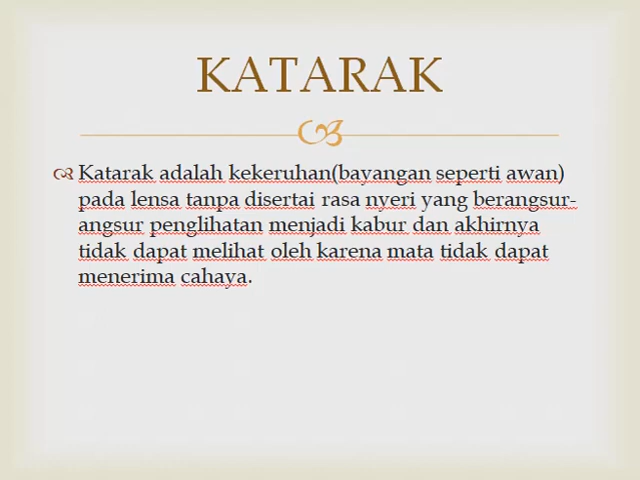 KATARAK
Katarak adalah kekeruhan(bayangan seperti awan)
pada lensa tanpa disertai rasa nyeri yang berangsur-
angsur penglihatan menjadi kabur dan akhirnya
tidak dapat melihat oleh karena mata tidak dapat
menerima cahaya.